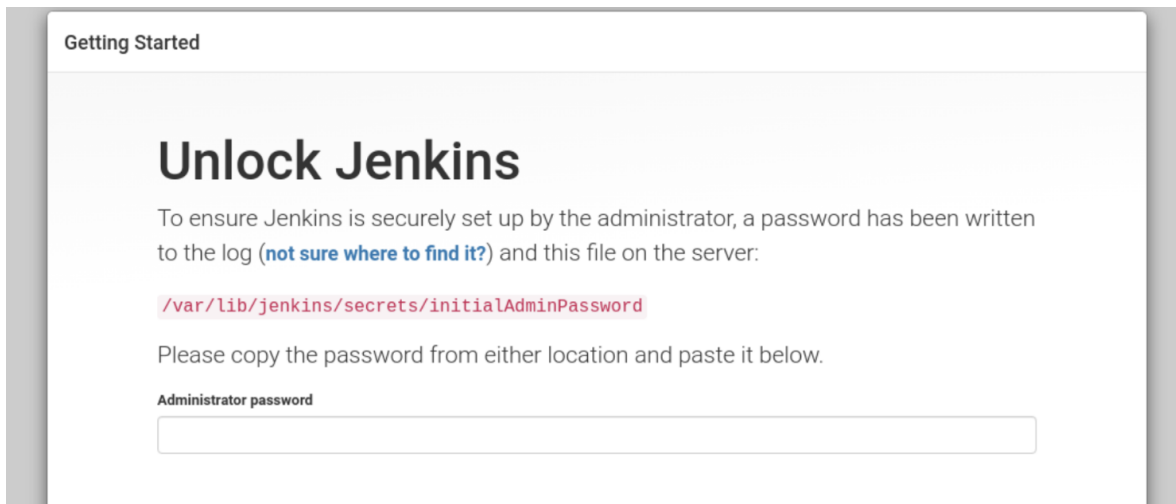 Getting Started
Unlock Jenkins
To ensure Jenkins is securely set up by the administrator, a password has been written
to the log (not sure where to find it?) and this file on the server:
/var/lib/jenkins/secrets/initialAdminPassword
Please copy the password from either location and paste it below.
Administrator password